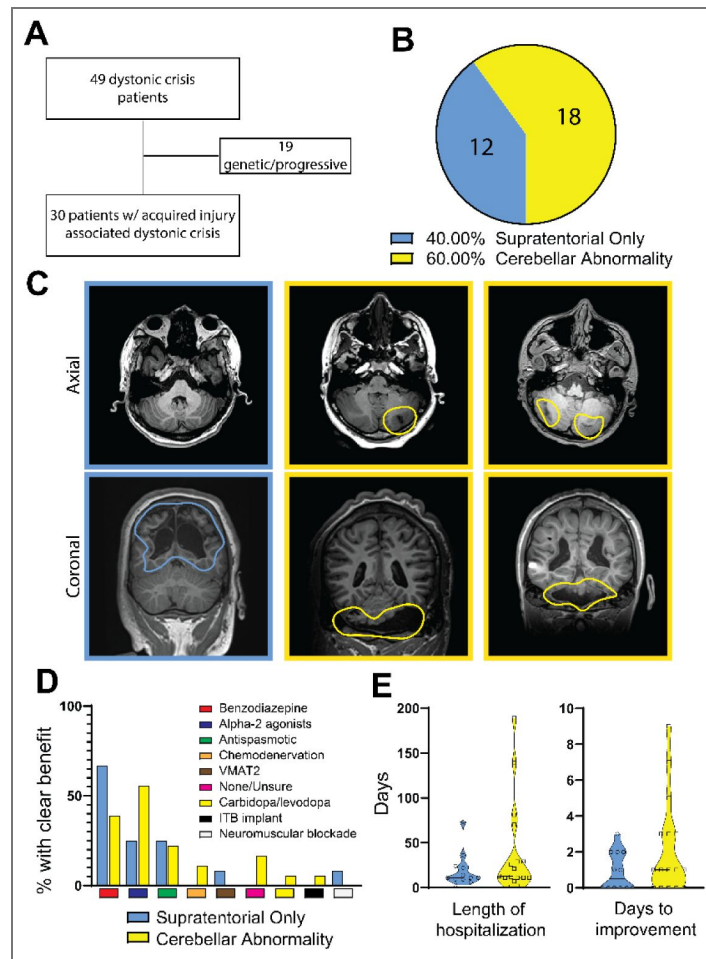 A
49 dystonic crisis
patients
19
genetic/progressive
30 patients w/ acquired injury
associated dystonic crisis
B
18
12
40.00% Supratentorial Only
60.00% Cerebellar Abnormality
C
Axial
Coronal
D
% with clear benefit
100
50
0
Benzodiazepine
Alpha-2 agonists
Antispasmotic
Chemodenervation
VMAT2
None/Unsure
Carbidopa/levodopa
ITB implant
Neuromuscular blockade
Supratentorial Only
Cerebellar Abnormality
E
Days
200
150
100
50
0
Length of
hospitalization
10
8
6
4
2
0
Days to
improvement